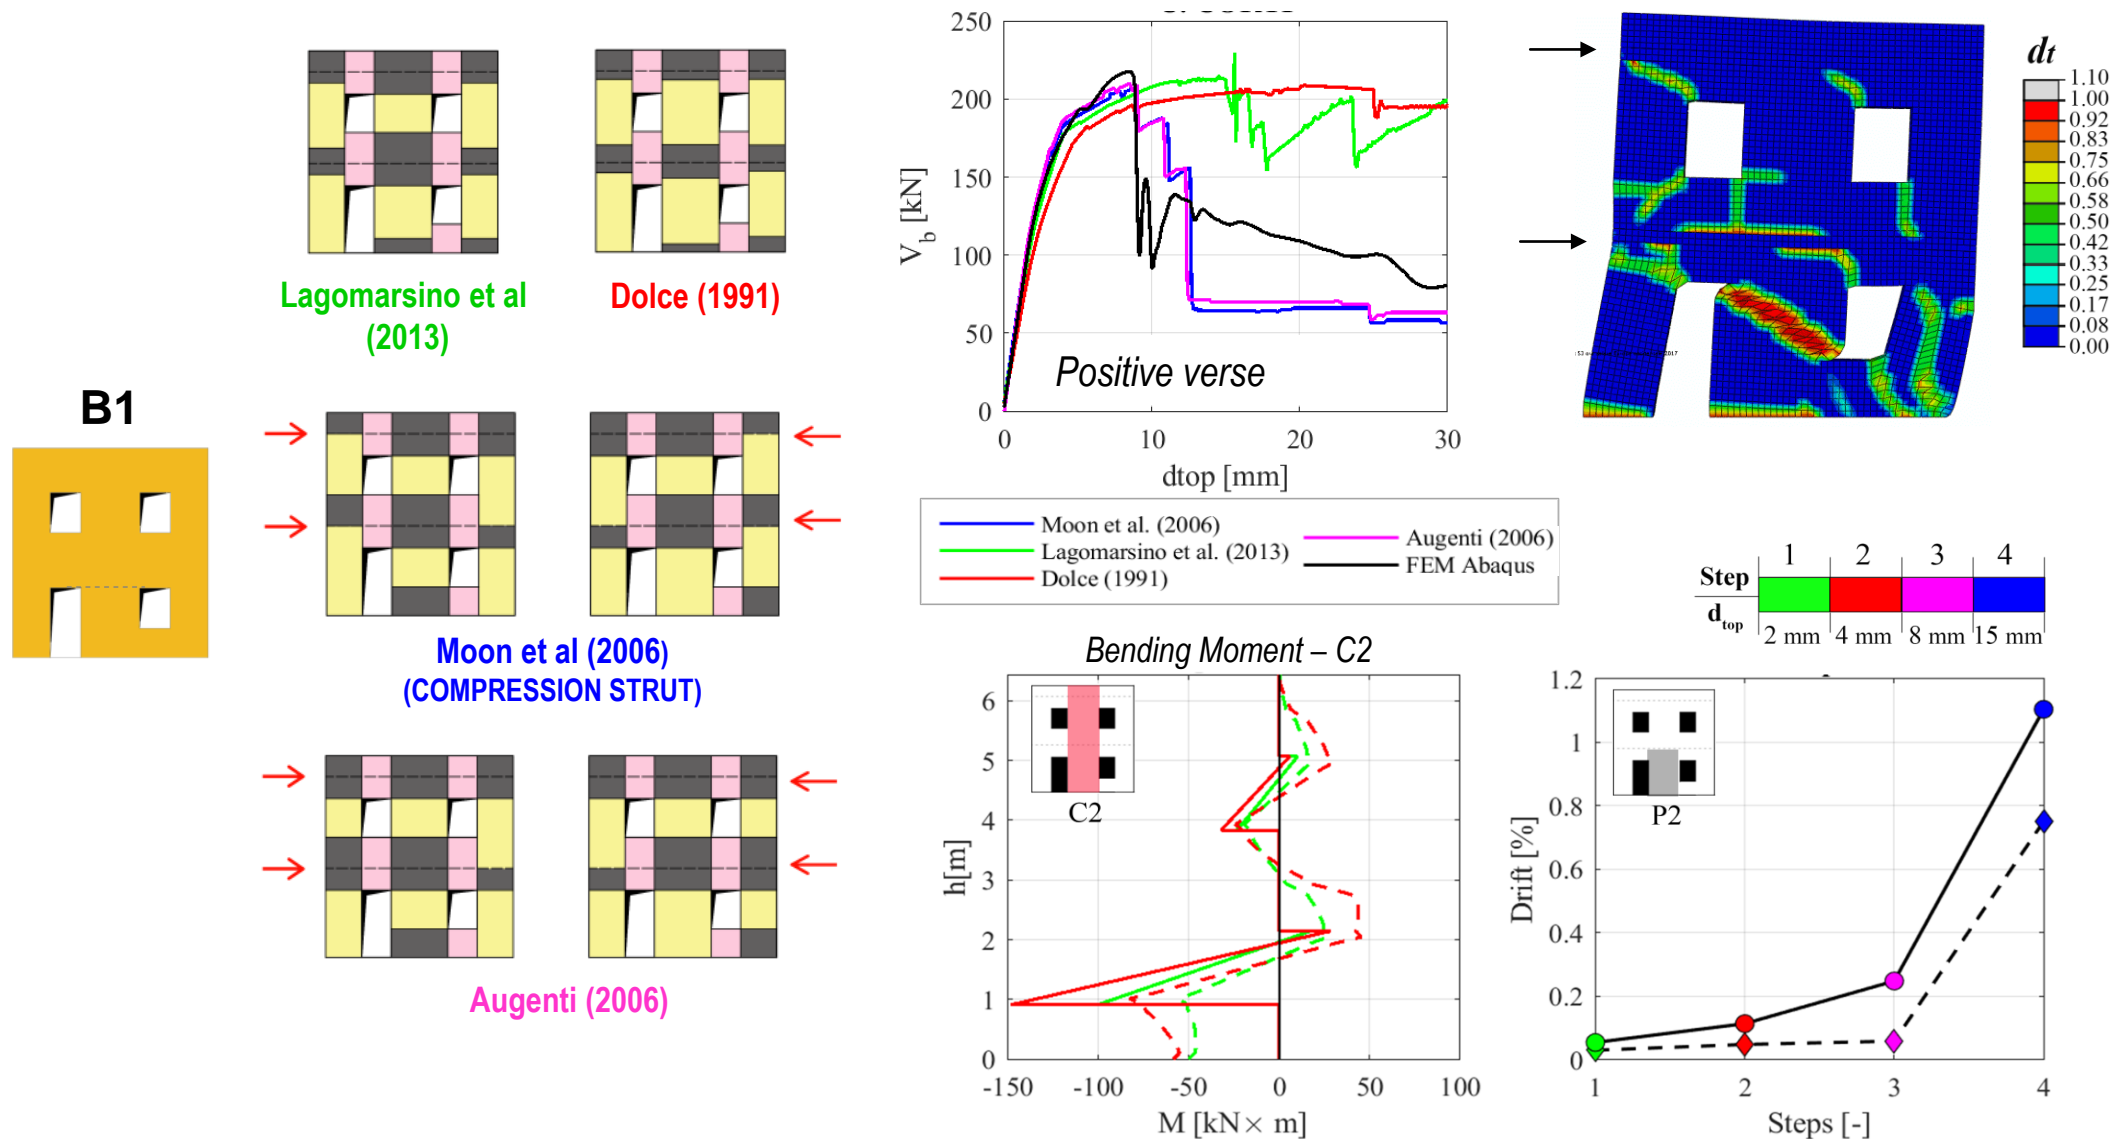 Lagomarsino et al
(2013)
Dolce (1991)
B1
Moon et al (2006)
(COMPRESSION STRUT)
Augenti (2006)
250
200
150
100
50
0
V_b [kN]
Positive verse
0 10 20 30
dtop [mm]
Moon et al. (2006)
Lagomarsino et al. (2013)
Dolce (1991)
Augenti (2006)
FEM Abaqus
dt
1.10
1.00
0.92
0.83
0.75
0.66
0.58
0.50
0.42
0.33
0.25
0.17
0.08
0.00
1 2 3 4
Step
d_top
2 mm 4 mm 8 mm 15 mm
Bending Moment – C2
6
5
4
3
2
1
0
h[m]
C2
-150 -100 -50 0 50 100
M [kN× m]
1.2
1
0.8
0.6
0.4
0.2
0
Drift [%]
P2
1 2 3 4
Steps [-]